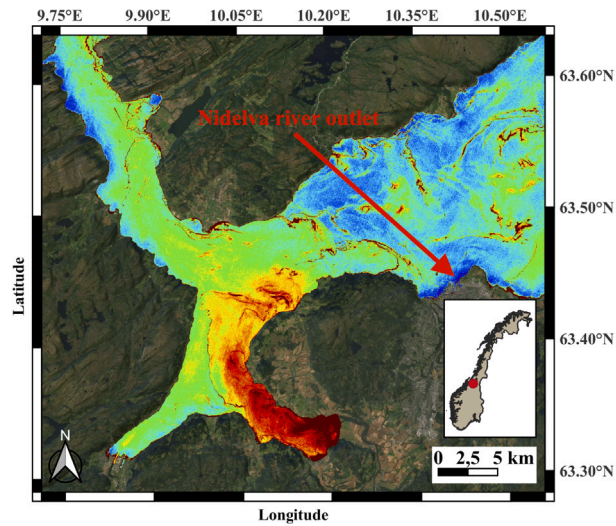 9.75°E 9.90°E 10.05°E 10.20°E 10.35°E 10.50°E
63.60°N
Nidelva river outlet
63.50°N
Latitude
63.40°N
N
0 2,5 5 km
63.30°N
Longitude